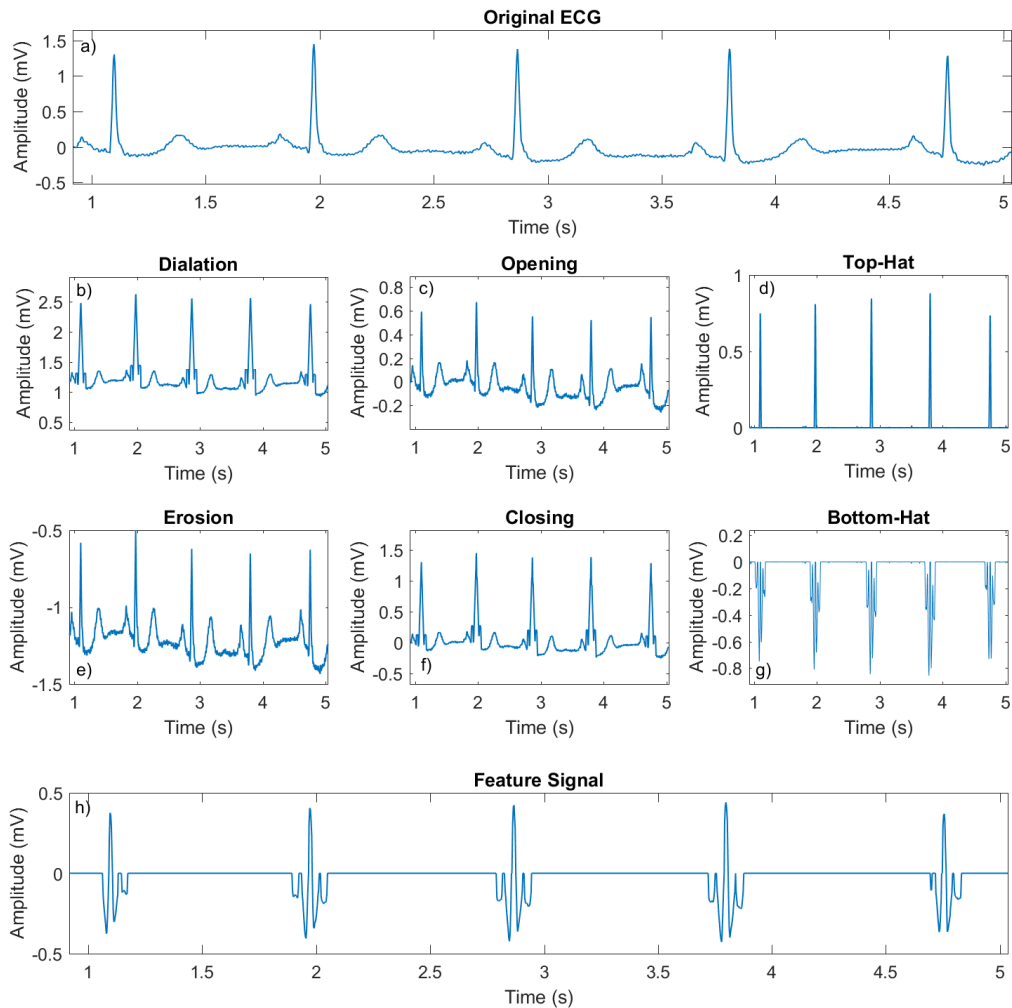 Original ECG
a)
1.5
1
0.5
0
-0.5
Amplitude (mV)
1 1.5 2 2.5 3 3.5 4 4.5 5
Time (s)
Dialation
b)
2.5
2
1.5
1
0.5
Amplitude (mV)
1 2 3 4 5
Time (s)
Opening
c)
0.8
0.6
0.4
0.2
0
-0.2
Amplitude (mV)
1 2 3 4 5
Time (s)
Top-Hat
d)
1
0.5
0
Amplitude (mV)
1 2 3 4 5
Time (s)
Erosion
-0.5
-1
-1.5
Amplitude (mV)
e)
1 2 3 4 5
Time (s)
Closing
1.5
1
0.5
0
-0.5
Amplitude (mV)
f)
1 2 3 4 5
Time (s)
Bottom-Hat
0.2
0
-0.2
-0.4
-0.6
-0.8
Amplitude (mV)
g)
1 2 3 4 5
Time (s)
Feature Signal
h)
0.5
0
-0.5
Amplitude (mV)
1 1.5 2 2.5 3 3.5 4 4.5 5
Time (s)